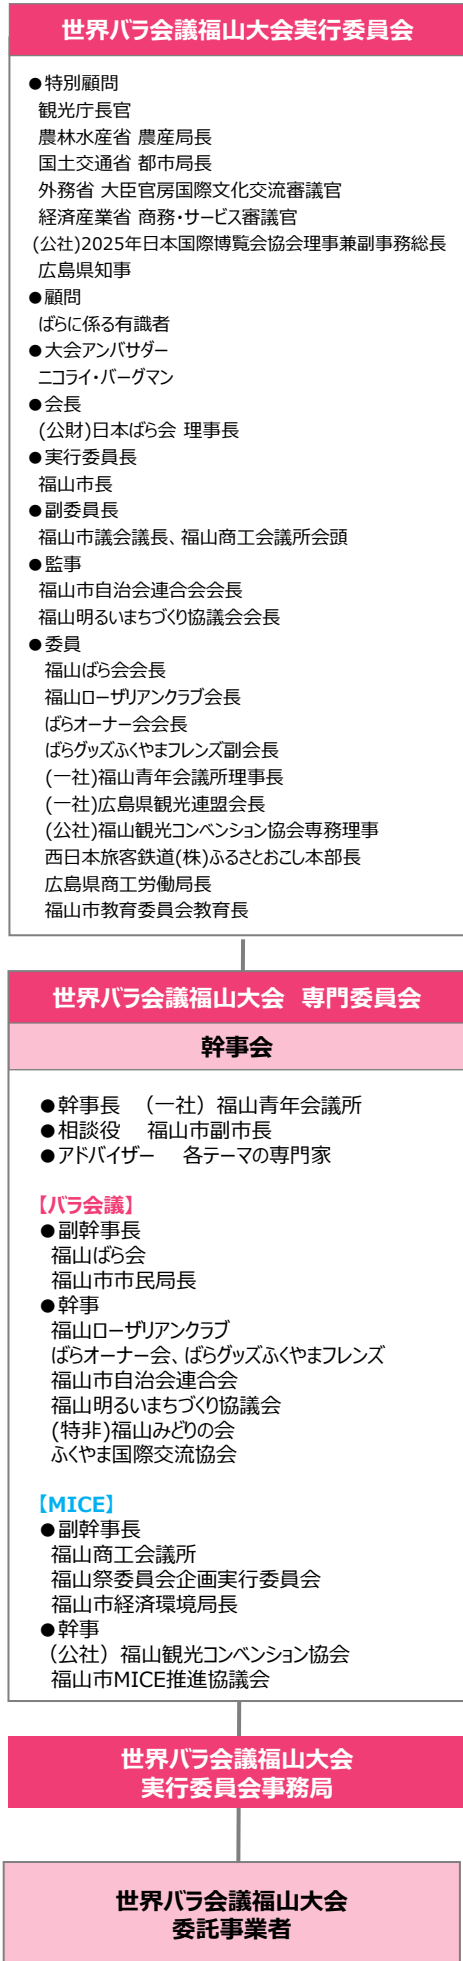 世界バラ会議福山大会実行委員会
●特別顧問
観光庁長官
農林水産省 農産局長
国土交通省 都市局長
外務省 大臣官房国際文化交流審議官
経済産業省 商務・サービス審議官
(公社)2025年日本国際博覧会協会理事兼副事務総長
広島県知事
●顧問
ばらに係る有識者
●大会アンバサダー
ニコライ・バーグマン
●会長
(公財)日本ばら会 理事長
●実行委員長
福山市長
●副委員長
福山市議会議長、福山商工会議所会頭
●監事
福山市自治会連合会会長
福山明るいまちづくり協議会会長
●委員
福山ばら会会長
福山ローザリアンクラブ会長
ばらオーナー会会長
ばらグッズふくやまフレンズ副会長
(一社)福山青年会議所理事長
(一社)広島県観光連盟会長
(公社)福山観光コンベンション協会専務理事
西日本旅客鉄道(株)ふるさとおこし本部長
広島県商工労働局長
福山市教育委員会教育長
世界バラ会議福山大会 専門委員会
幹事会
●幹事長 （一社）福山青年会議所
●相談役 福山市副市長
●アドバイザー 各テーマの専門家
【バラ会議】
●副幹事長
福山ばら会
福山市市民局長
●幹事
福山ローザリアンクラブ
ばらオーナー会、ばらグッズふくやまフレンズ
福山市自治会連合会
福山明るいまちづくり協議会
(特非)福山みどりの会
ふくやま国際交流協会
【MICE】
●副幹事長
福山商工会議所
福山祭委員会企画実行委員会
福山市経済環境局長
●幹事
（公社）福山観光コンベンション協会
福山市MICE推進協議会
世界バラ会議福山大会
実行委員会事務局
世界バラ会議福山大会
委託事業者